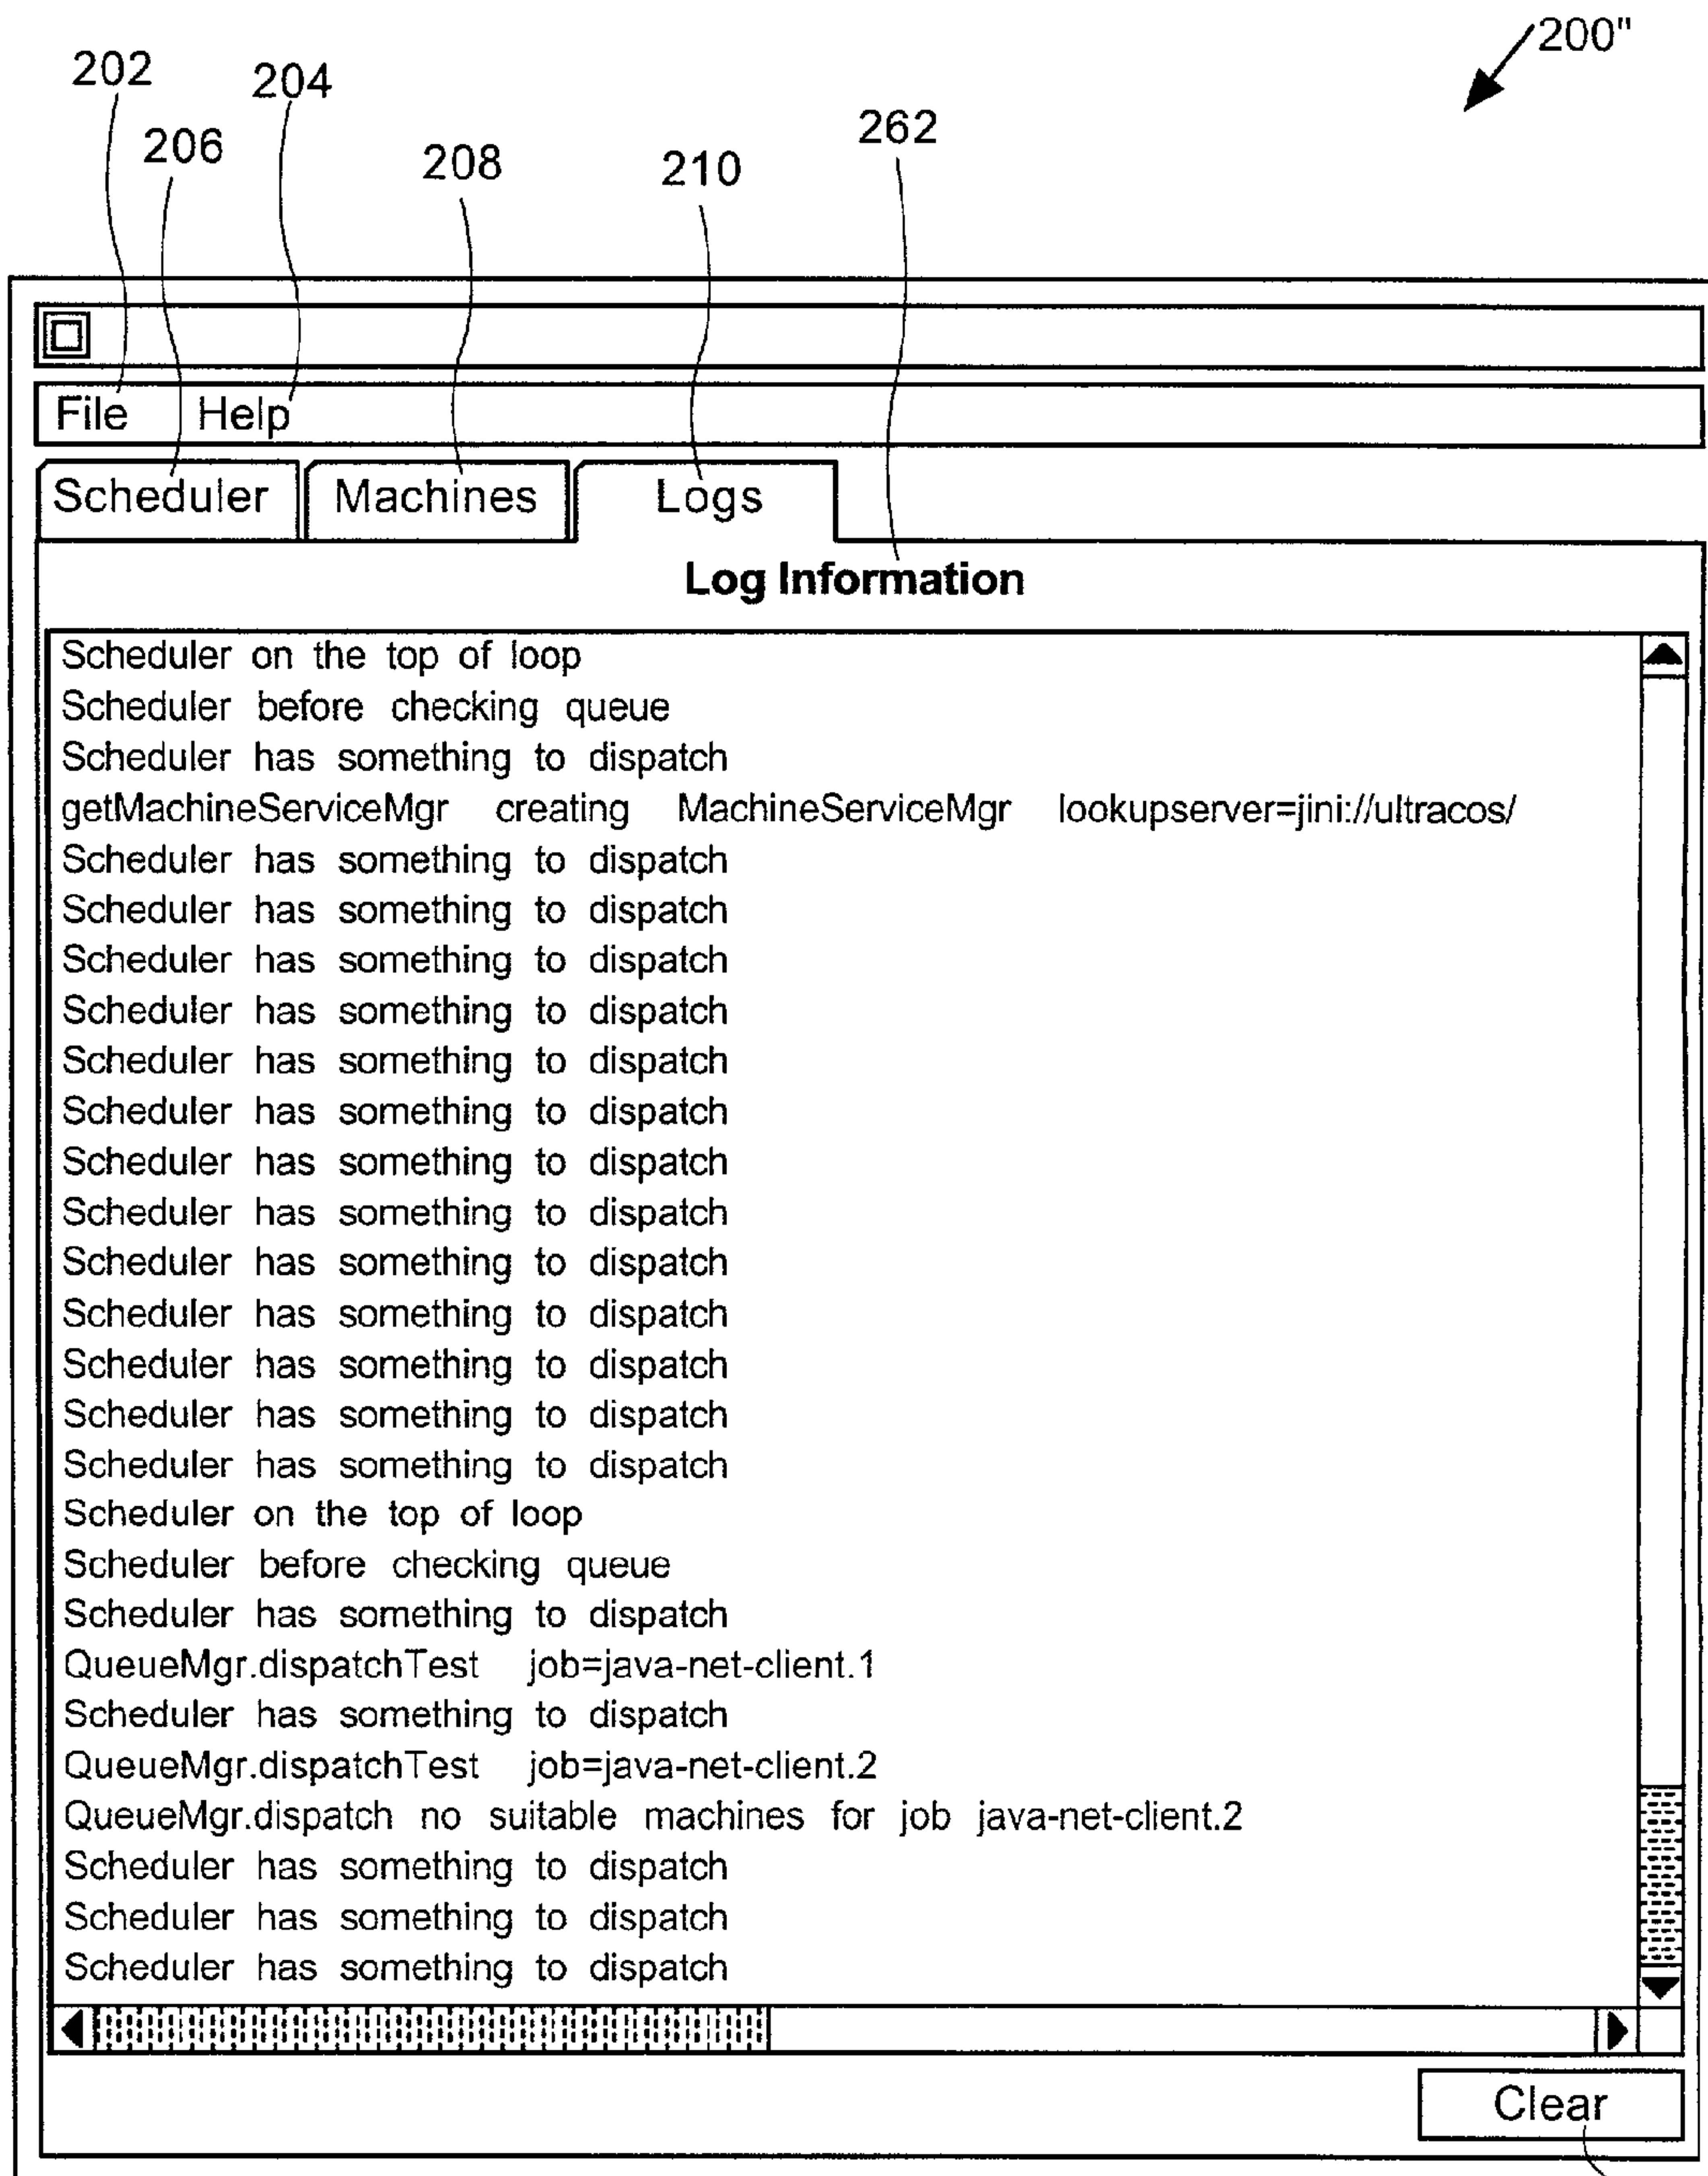 200"
202
204
206
208
210
262
File Help
Scheduler Machines Logs
Log Information
Scheduler on the top of loop
Scheduler before checking queue
Scheduler has something to dispatch
getMachineServiceMgr creating MachineServiceMgr lookupserver=jini://ultracos/
Scheduler has something to dispatch
Scheduler has something to dispatch
Scheduler has something to dispatch
Scheduler has something to dispatch
Scheduler has something to dispatch
Scheduler has something to dispatch
Scheduler has something to dispatch
Scheduler has something to dispatch
Scheduler has something to dispatch
Scheduler has something to dispatch
Scheduler has something to dispatch
Scheduler has something to dispatch
Scheduler has something to dispatch
Scheduler on the top of loop
Scheduler before checking queue
Scheduler has something to dispatch
QueueMgr.dispatchTest job=java-net-client.1
Scheduler has something to dispatch
QueueMgr.dispatchTest job=java-net-client.2
QueueMgr.dispatch no suitable machines for job java-net-client.2
Scheduler has something to dispatch
Scheduler has something to dispatch
Scheduler has something to dispatch
Clear